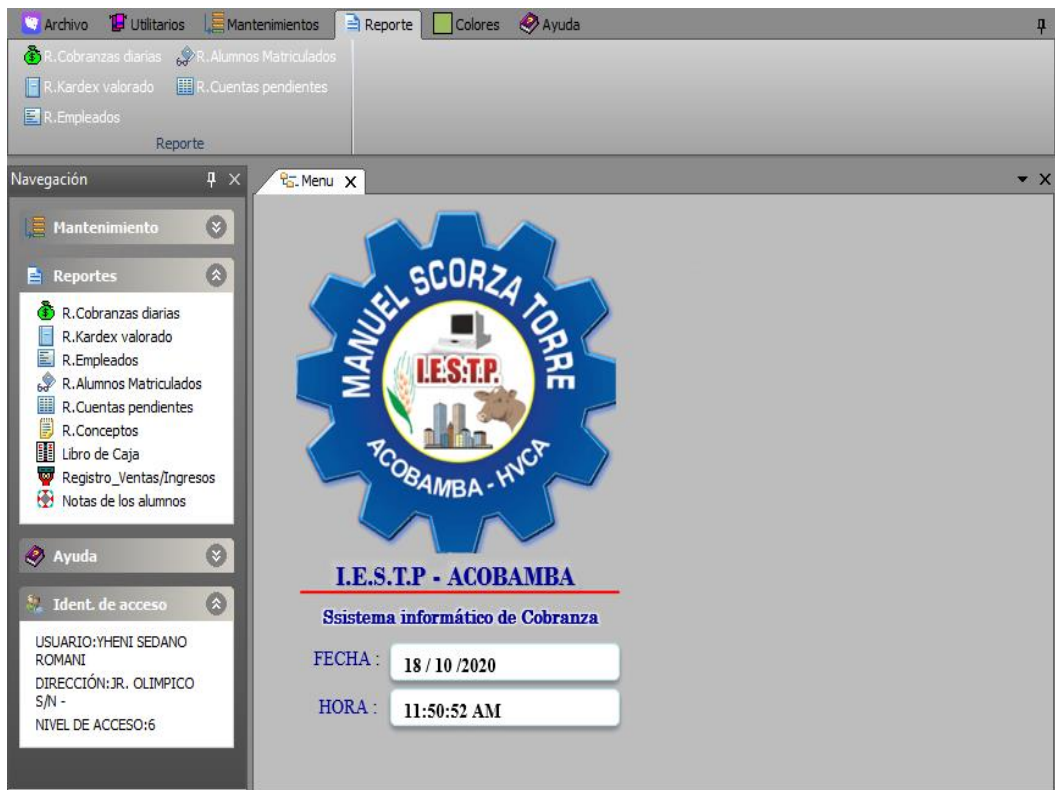 Archivo Utilitarios Mantenimientos Reporte Colores Ayuda
R.Cobranzas diarias R.Alumnos Matriculados
R.Kardex valorado R.Cuentas pendientes
R.Empleados
Reporte
Navegación
Menu
Mantenimiento
Reportes
R.Cobranzas diarias
R.Kardex valorado
R.Empleados
R.Alumnos Matriculados
R.Cuentas pendientes
R.Conceptos
Libro de Caja
Registro_Ventas/Ingresos
Notas de los alumnos
Ayuda
Ident. de acceso
USUARIO:YHENI SEDANO
ROMANI
DIRECCIÓN:JR. OLIMPICO
S/N -
NIVEL DE ACCESO:6
MANUEL SCORZA TORRE
I.E.S.T.P.
ACOBAMBA - HVCA
I.E.S.T.P - ACOBAMBA
Ssistema informático de Cobranza
FECHA : 18 / 10 /2020
HORA : 11:50:52 AM